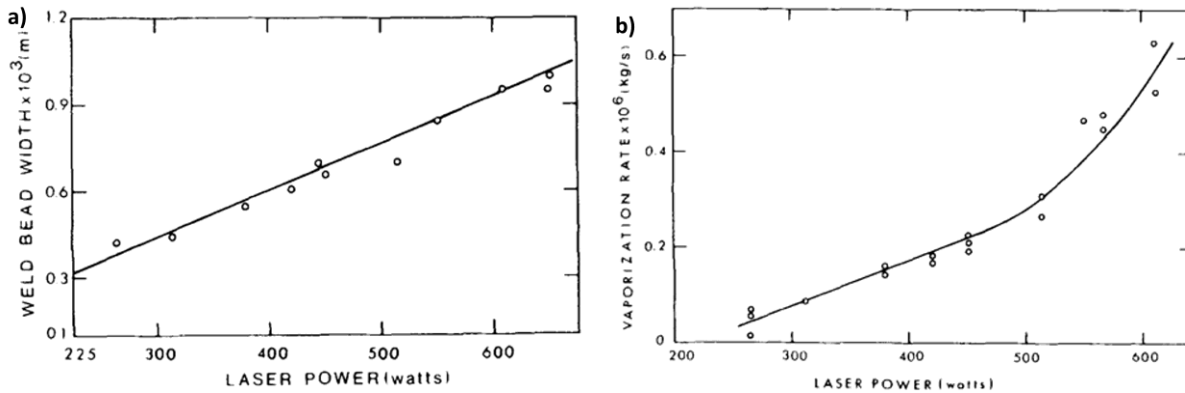 a)
WELD BEAD WIDTH×10³(m)
1.2
0.9
0.6
0.3
0.1
225 300 400 500 600
LASER POWER(watts)
b)
VAPORIZATION RATE×10⁶(kg/s)
0.6
0.4
0.2
0
200 300 400 500 600
LASER POWER (watts)